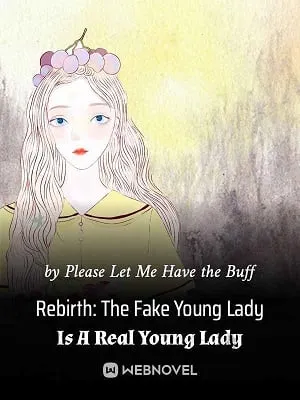 by Please Let Me Have the Buff
Rebirth: The Fake Young Lady
Is A Real Young Lady
WEBNOVEL